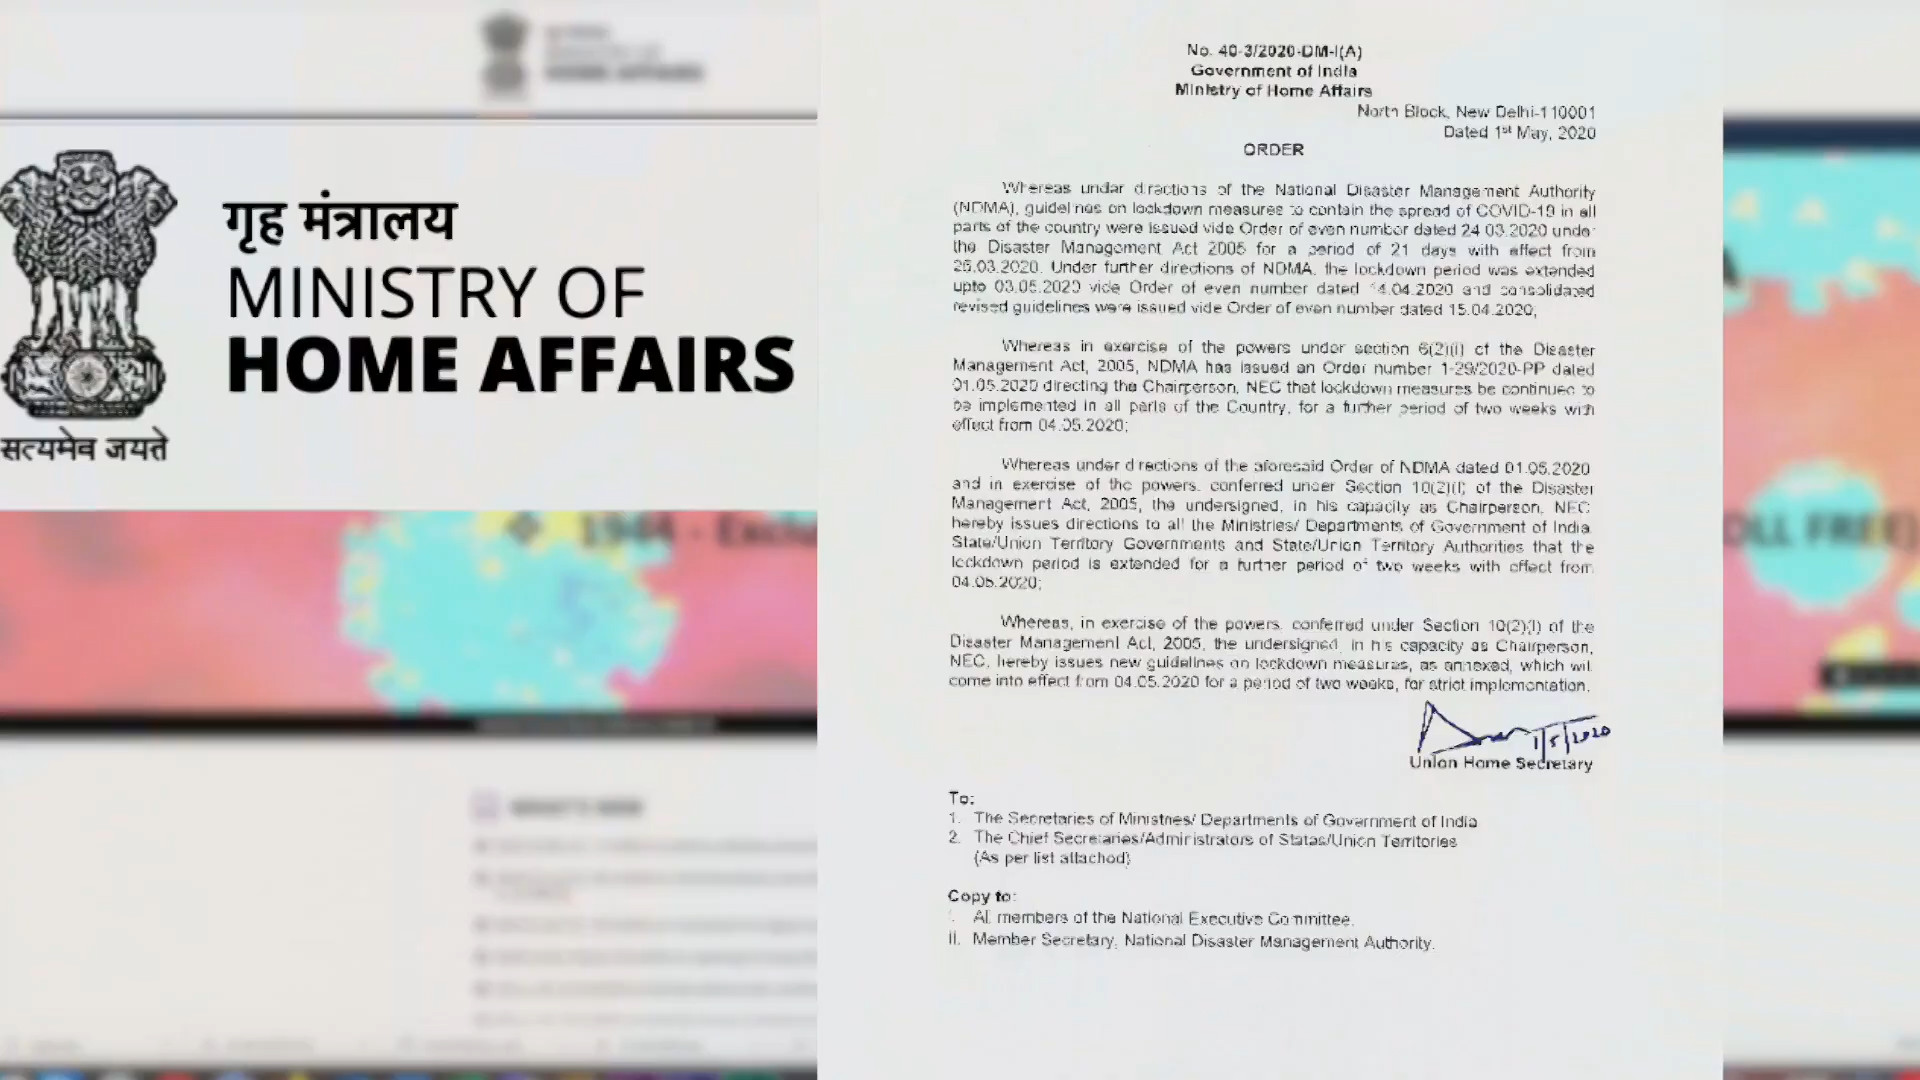 HOME AFFAIRS
गृह मंत्रालय
MINISTRY OF
HOME AFFAIRS
सत्यमेव जयते
1944 -
OLL FREE)
No. 40-3/2020-DM-I(A)
Government of India
Ministry of Home Affairs
North Block, New Delhi-110001
Dated 1st May, 2020
ORDER
Whereas under directions of the National Disaster Management Authority
(NDMA), guidelines on lockdown measures to contain the spread of COVID-19 in all
parts of the country were issued vide Order of even number dated 24.03.2020 under
the Disaster Management Act 2005 for a period of 21 days with effect from
25.03.2020. Under further directions of NDMA, the lockdown period was extended
upto 03.05.2020 vide Order of even number dated 14.04.2020 and consolidated
revised guidelines were issued vide Order of even number dated 15.04.2020;
Whereas in exercise of the powers under section 6(2)(i) of the Disaster
Management Act, 2005, NDMA has issued an Order number 1-29/2020-PP dated
01.05.2020 directing the Chairperson, NEC that lockdown measures be continued to
be implemented in all parts of the Country, for a further period of two weeks with
effect from 04.05.2020;
Whereas under directions of the aforesaid Order of NDMA dated 01.05.2020
and in exercise of the powers, conferred under Section 10(2)(l) of the Disaster
Management Act, 2005, the undersigned, in his capacity as Chairperson, NEC
hereby issues directions to all the Ministries/ Departments of Government of India,
State/Union Territory Governments and State/Union Territory Authorities that the
lockdown period is extended for a further period of two weeks with effect from
04.05.2020;
Whereas, in exercise of the powers, conferred under Section 10(2)(l) of the
Disaster Management Act, 2005, the undersigned, in his capacity as Chairperson,
NEC, hereby issues new guidelines on lockdown measures, as annexed, which will
come into effect from 04.05.2020 for a period of two weeks, for strict implementation.
1/5/2020
Union Home Secretary
To:
1. The Secretaries of Ministries/ Departments of Government of India
2. The Chief Secretaries/Administrators of States/Union Territories
(As per list attached)
Copy to:
i. All members of the National Executive Committee.
ii. Member Secretary, National Disaster Management Authority.